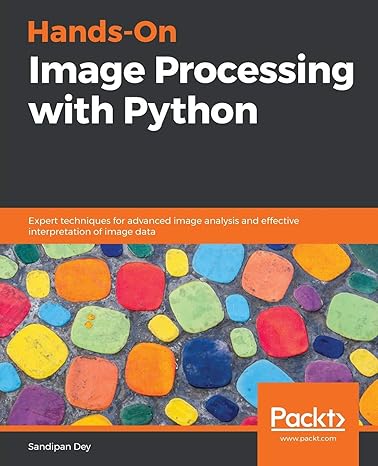 Hands-On
Image Processing
with Python
Expert techniques for advanced image analysis and effective
interpretation of image data
Packt>
www.packt.com
Sandipan Dey